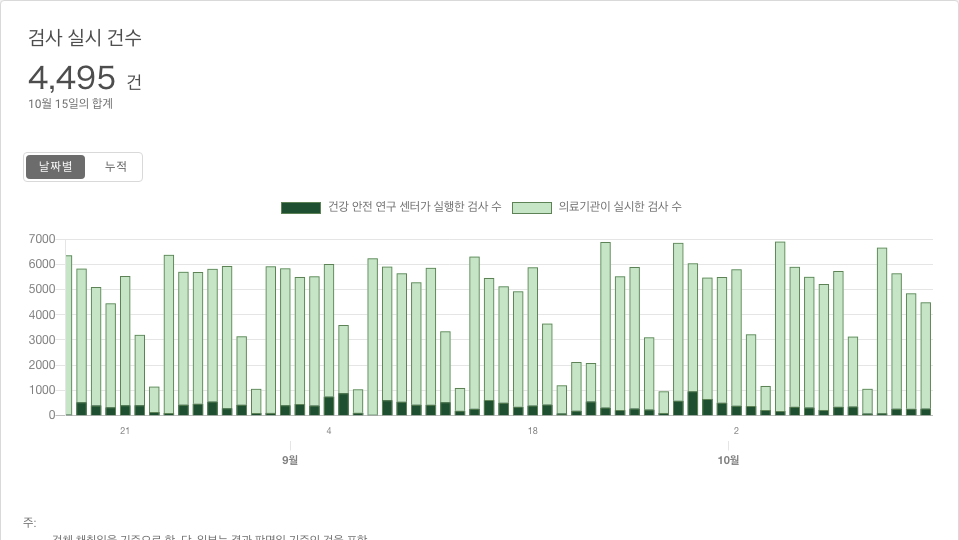 검사 실시 건수
4,495 건
10월 15일의 합계
날짜별 누적
건강 안전 연구 센터가 실행한 검사 수 의료기관이 실시한 검사 수
7000
6000
5000
4000
3000
2000
1000
0
21 4 18 2
9월 10월
주: